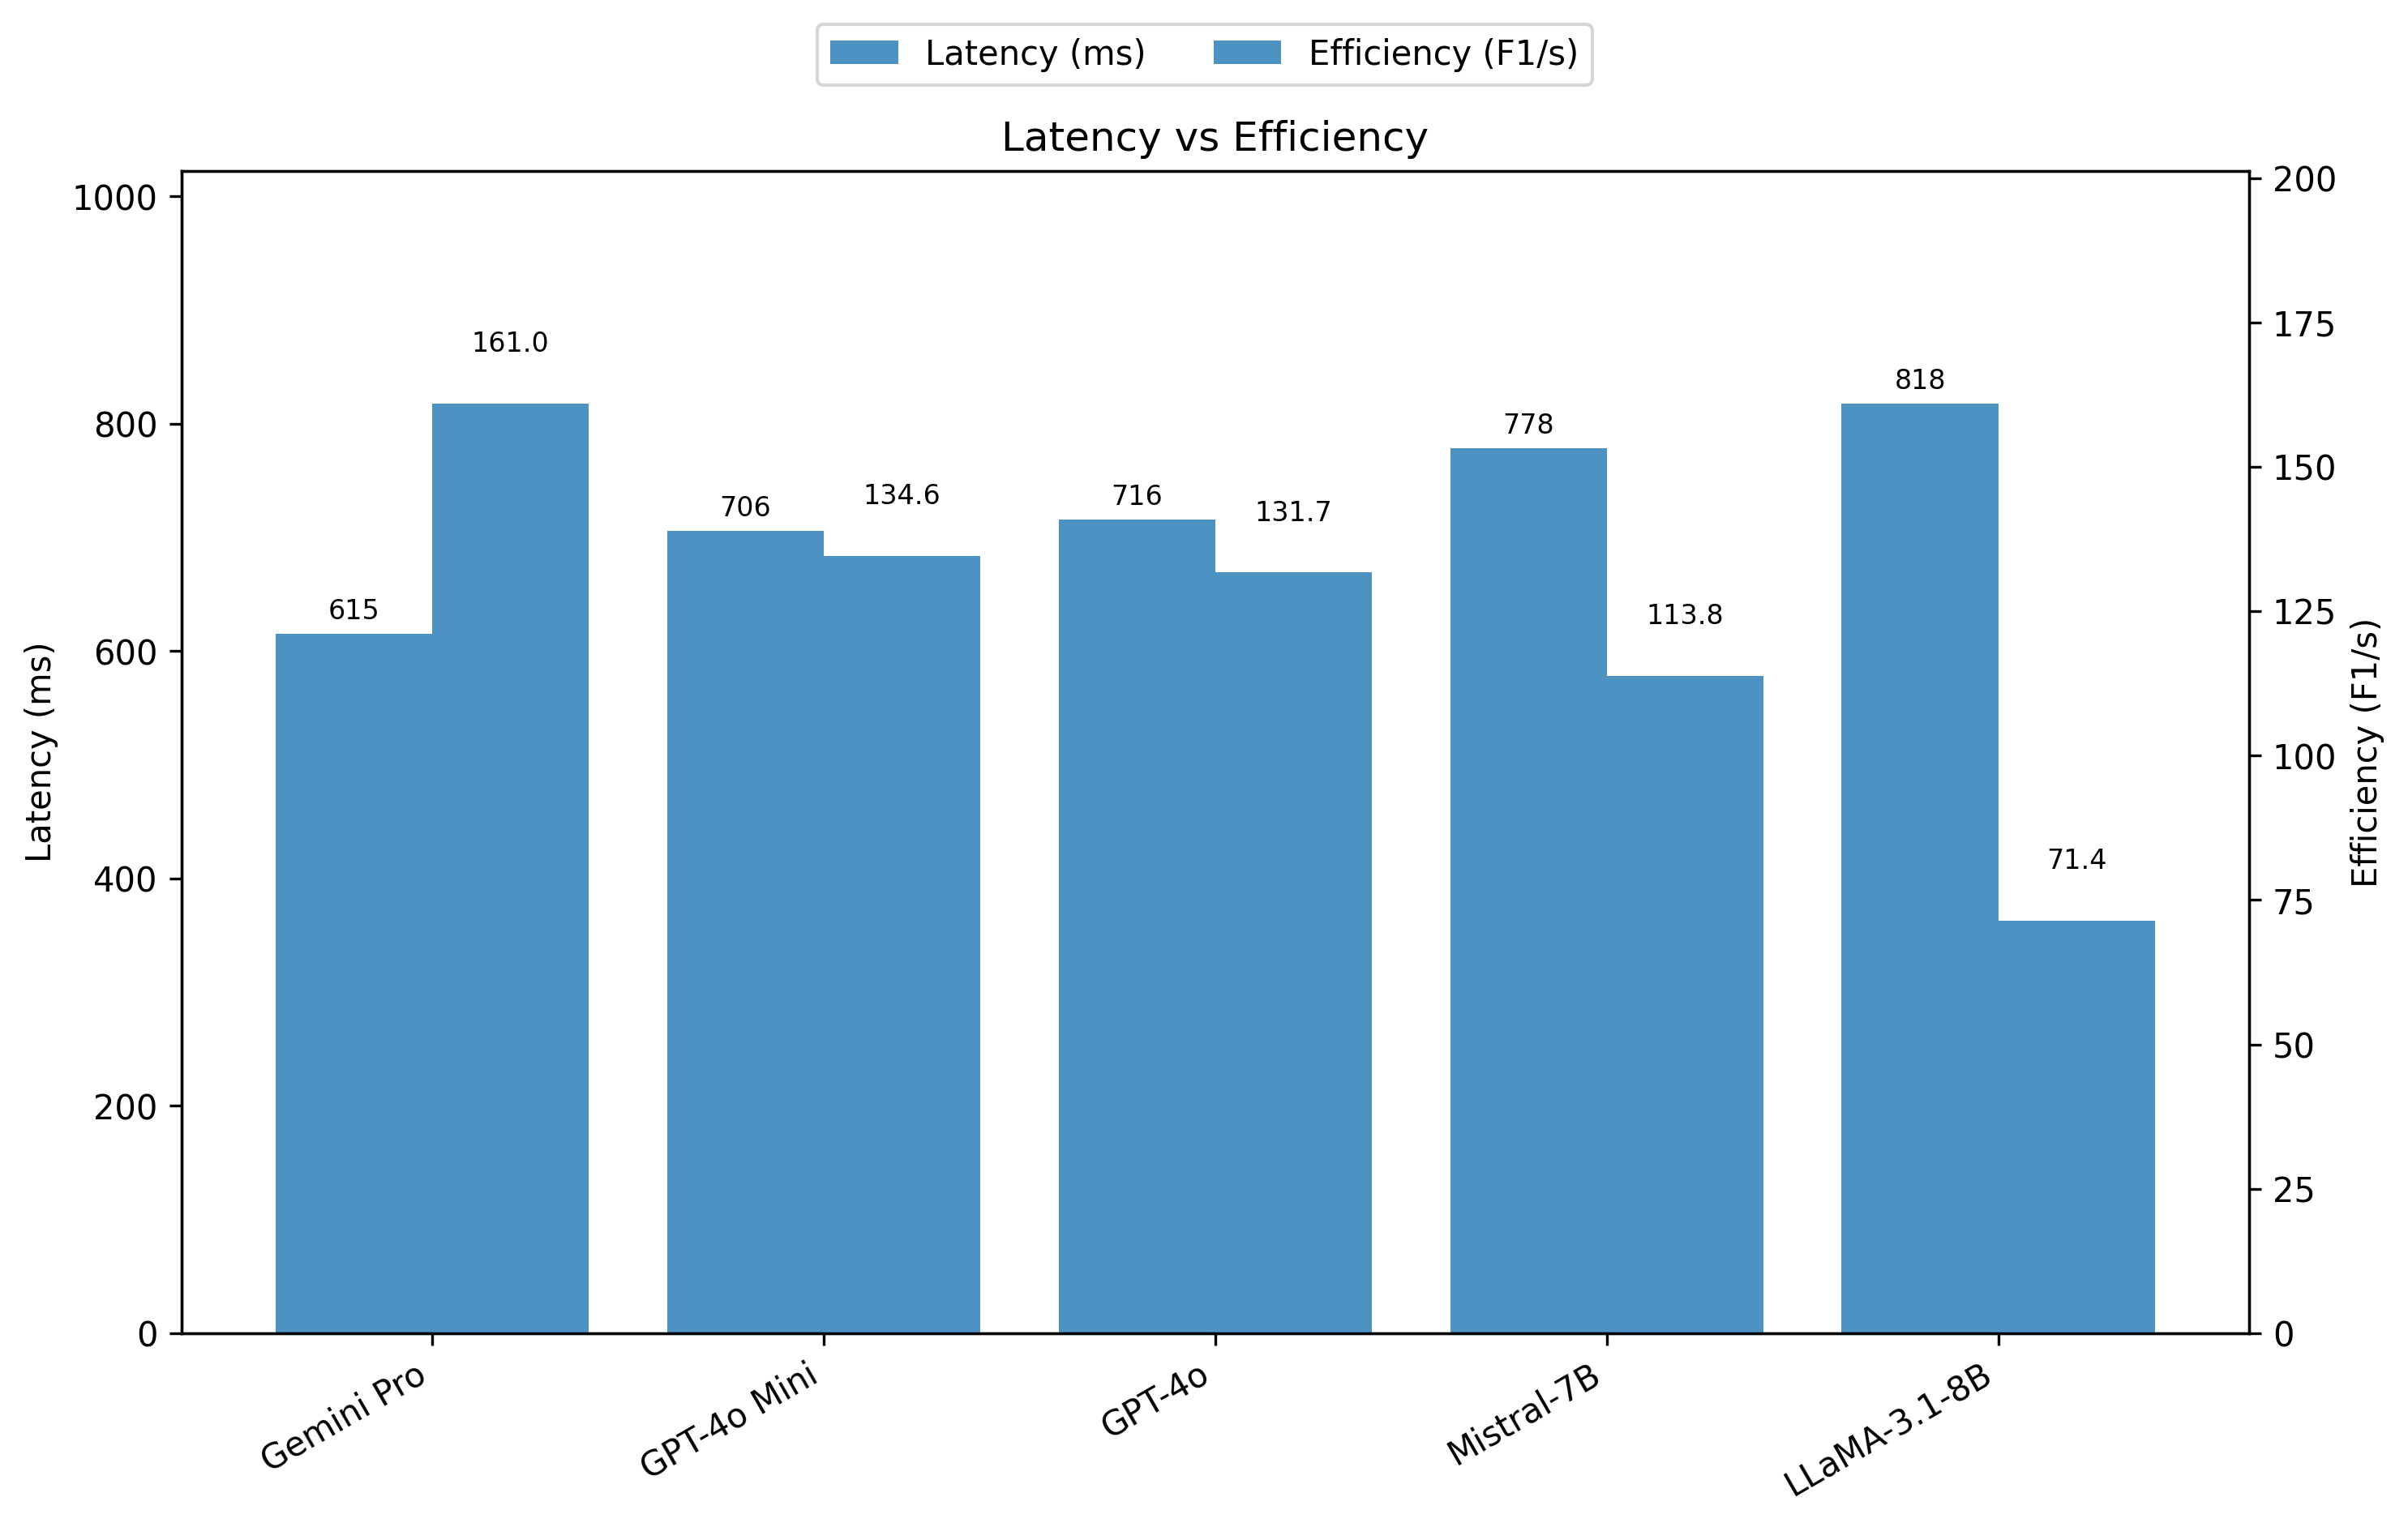 Latency (ms) Efficiency (F1/s)
Latency vs Efficiency
1000
800
600
400
200
0
Latency (ms)
200
175
150
125
100
75
50
25
0
Efficiency (F1/s)
615
161.0
706
134.6
716
131.7
778
113.8
818
71.4
Gemini Pro
GPT-4o Mini
GPT-4o
Mistral-7B
LLaMA-3.1-8B